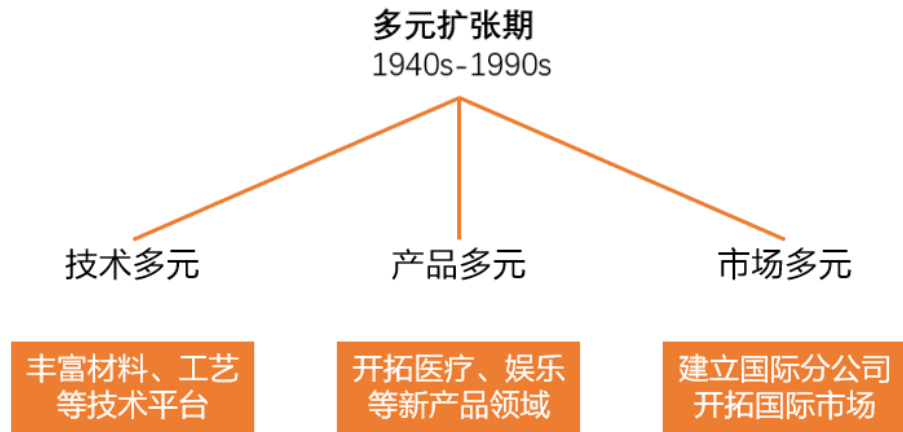 多元扩张期
1940s-1990s
技术多元
产品多元
市场多元
丰富材料、工艺
等技术平台
开拓医疗、娱乐
等新产品领域
建立国际分公司
开拓国际市场